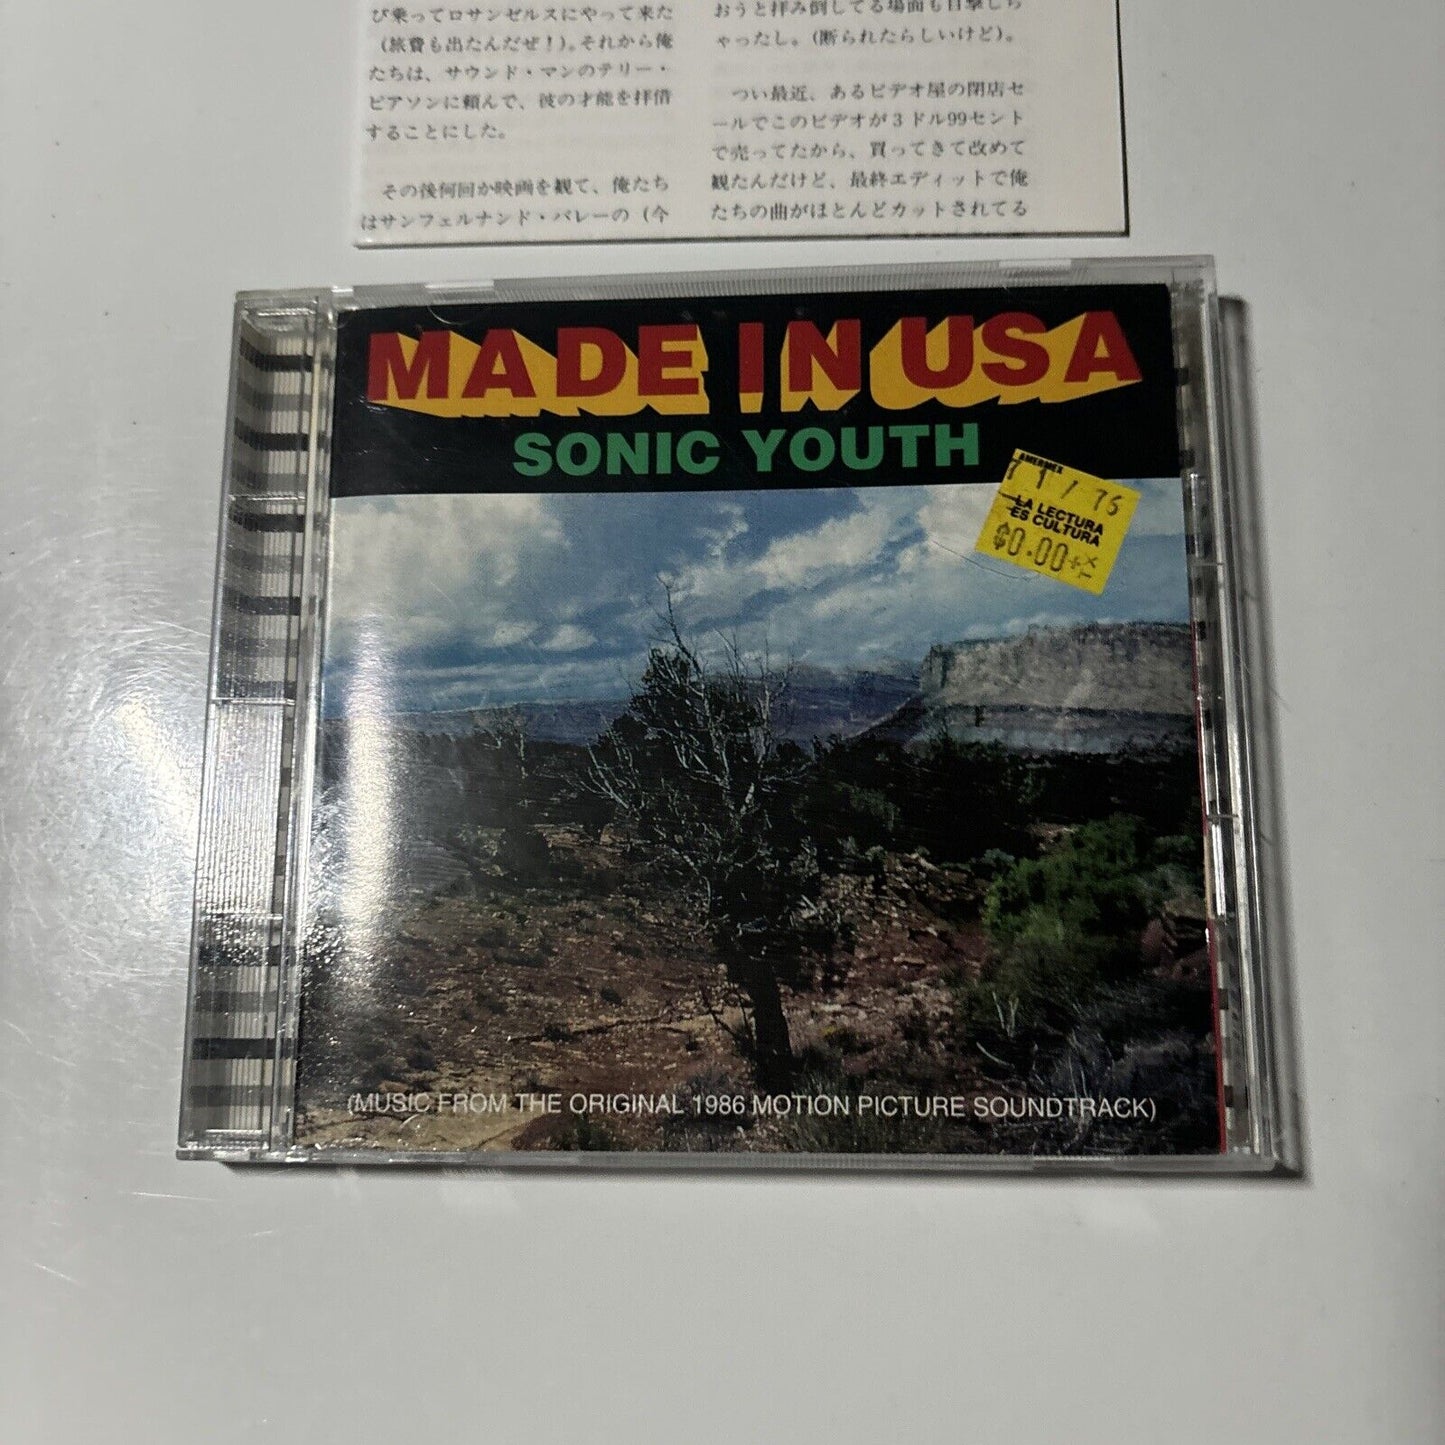 び乗ってロサンゼルスにやって来た
(旅費も出たんだぜ!)。それから俺
たちは、サウンド・マンのテリー・
ピアソンに頼んで、彼の才能を拝借
することにした。
その後何回か映画を観て、俺たち
はサンフェルナンド・バレーの(今
おうと拝み倒してる場面も目撃しち
ゃったし。(断られたらしいけど)。
つい最近、あるビデオ屋の閉店セ
ールでこのビデオが3ドル99セント
で売ってたから、買ってきて改めて
観たんだけど、最終エディットで俺
たちの曲がほとんどカットされてる
MADE IN USA
SONIC YOUTH
AMERMEX
71/76
LA LECTURA
ES CULTURA
$0.00
(MUSIC FROM THE ORIGINAL 1986 MOTION PICTURE SOUNDTRACK)